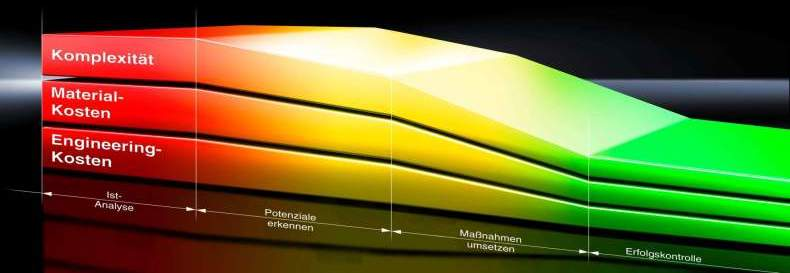 Komplexität
Material-
Kosten
Engineering-
Kosten
Ist-
Analyse
Potenziale
erkennen
Maßnahmen
umsetzen
Erfolgskontrolle